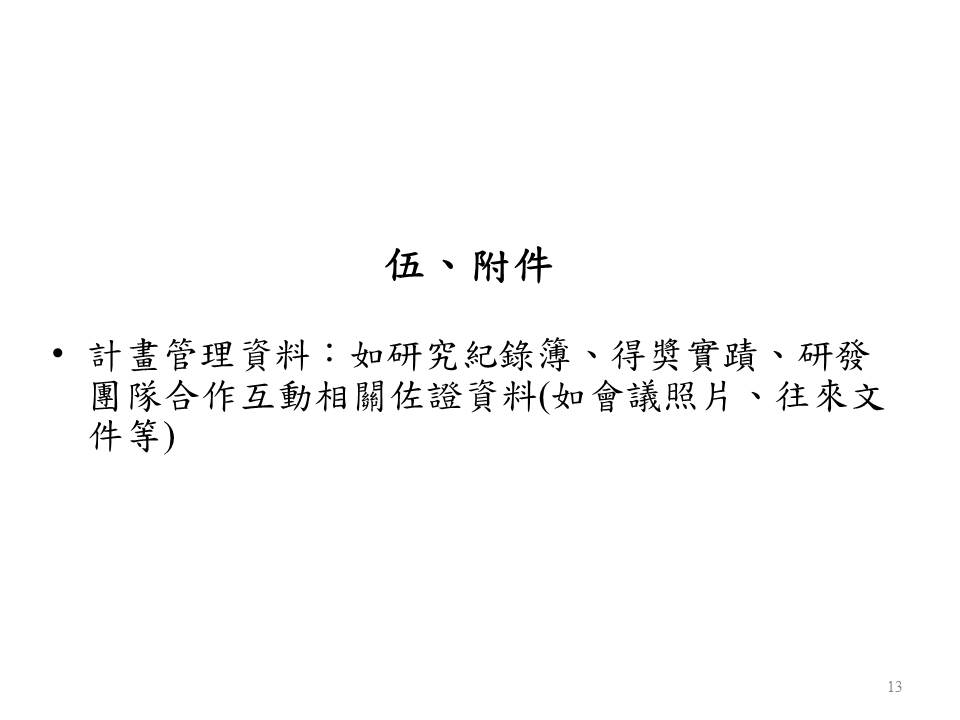 伍、附件
• 計畫管理資料：如研究紀錄簿、得獎實蹟、研發
團隊合作互動相關佐證資料(如會議照片、往來文
件等)
13